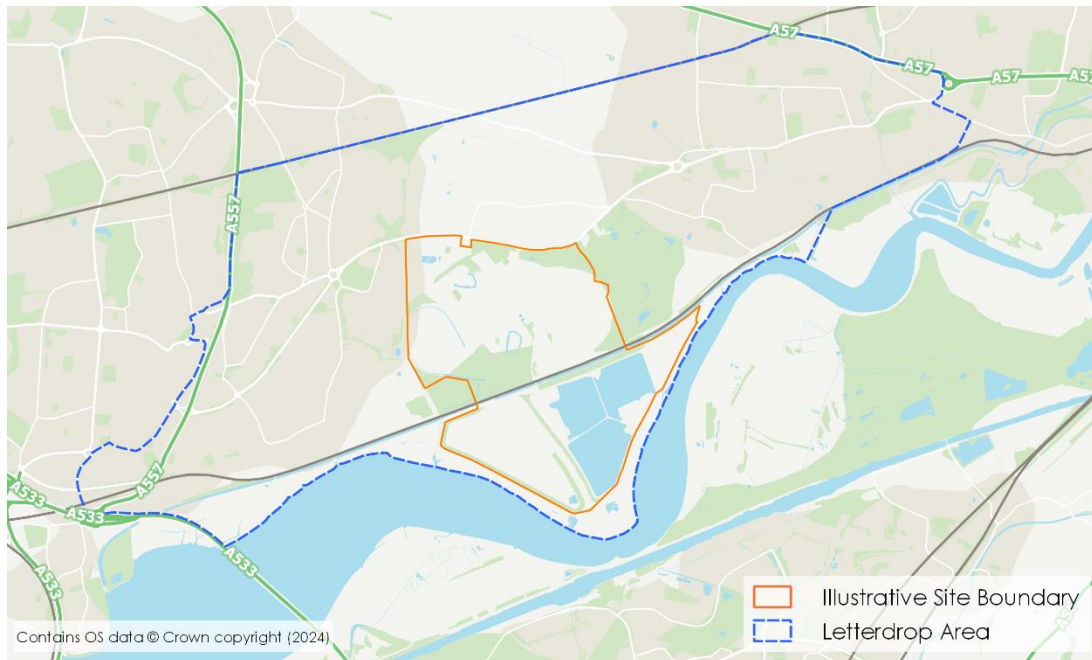 A57
A57
A57
A57
A557
A557
A533
A533
A533
A533
Illustrative Site Boundary
Letterdrop Area
Contains OS data © Crown copyright (2024)